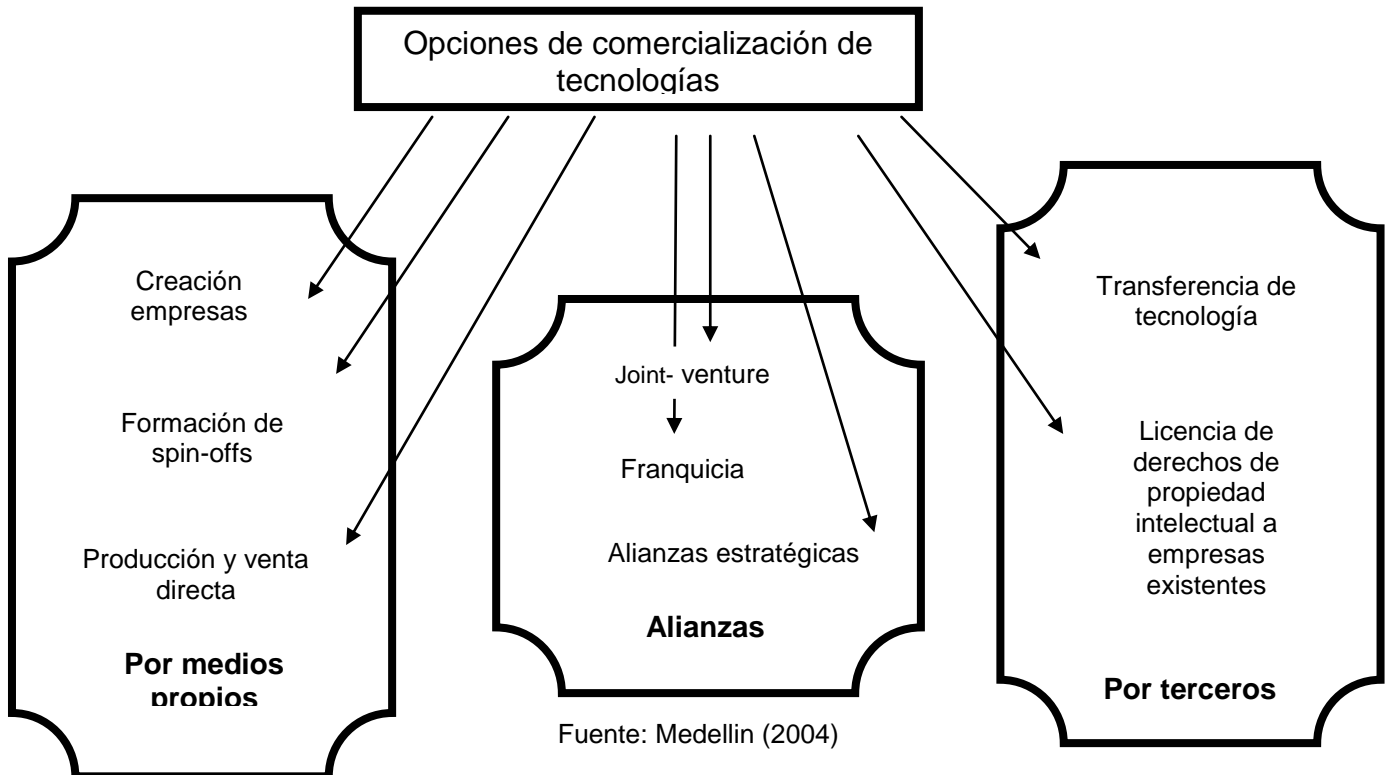 Opciones de comercialización de
tecnologías
Creación
empresas
Formación de
spin-offs
Producción y venta
directa
Por medios
propios
Joint- venture
Franquicia
Alianzas estratégicas
Alianzas
Transferencia de
tecnología
Licencia de
derechos de
propiedad
intelectual a
empresas
existentes
Por terceros
Fuente: Medellin (2004)